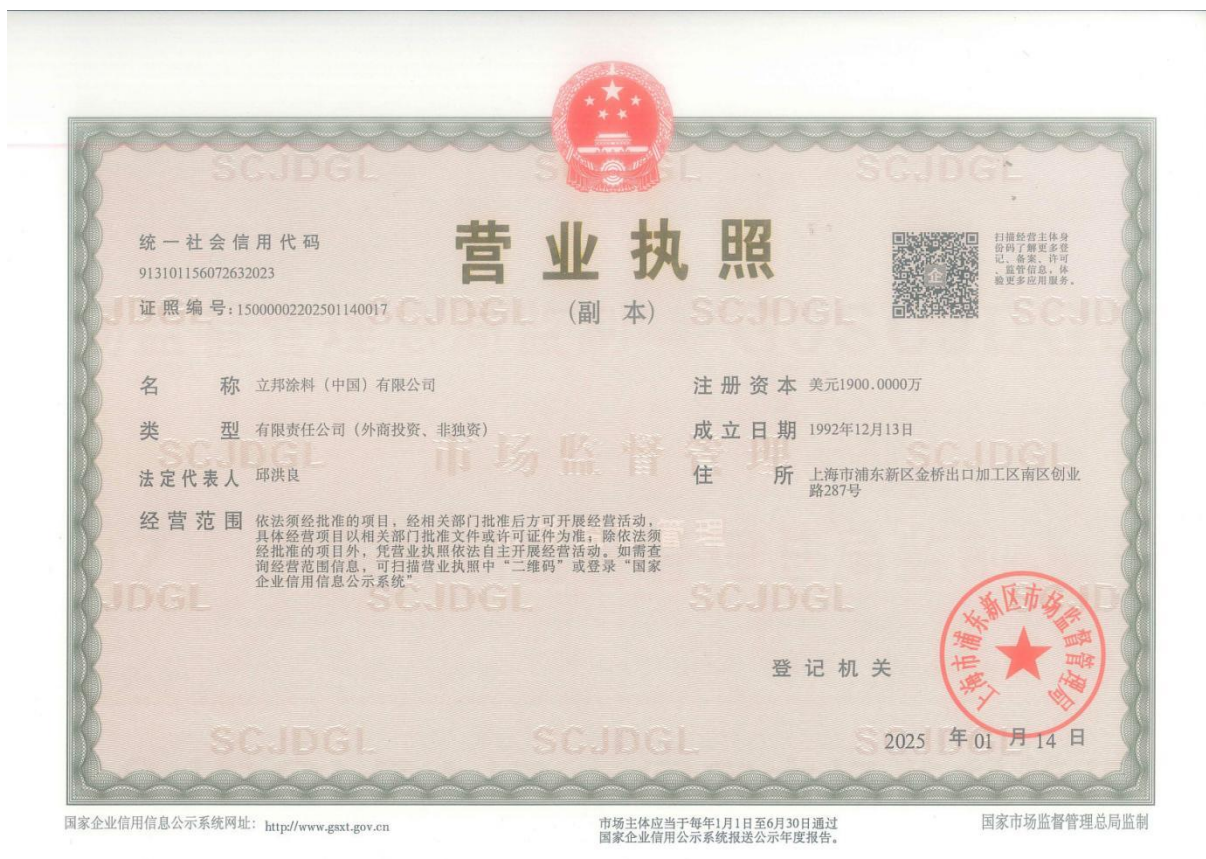 统一社会信用代码
913101156072632023
证照编号:15000002202501140017
营业执照
(副 本)
扫描经营主体身
份码了解更多登
记、备案、许可
、监管信息,体
验更多应用服务。
名 称 立邦涂料(中国)有限公司
类 型 有限责任公司(外商投资、非独资)
法定代表人 邱洪良
经营范围 依法须经批准的项目,经相关部门批准后方可开展经营活动,
具体经营项目以相关部门批准文件或许可证件为准;除依法须
经批准的项目外,凭营业执照依法自主开展经营活动。如需查
询经营范围信息,可扫描营业执照中“二维码”或登录“国家
企业信用信息公示系统”
注册资本 美元1900.0000万
成立日期 1992年12月13日
住 所 上海市浦东新区金桥出口加工区南区创业
路287号
登记机关
上海市浦东新区市场监督管理局
2025 年 01 月 14 日
SCJDGL
市场监督管理
国家企业信用信息公示系统网址:http://www.gsxt.gov.cn
市场主体应当于每年1月1日至6月30日通过
国家企业信用公示系统报送公示年度报告。
国家市场监督管理总局监制